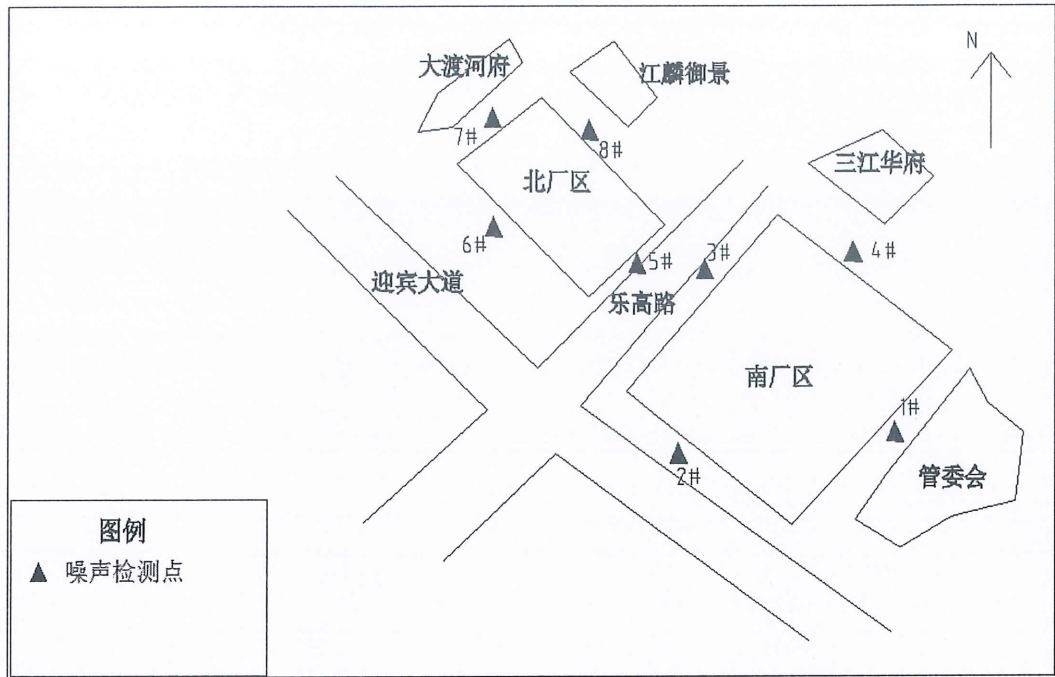 N
大渡河府
江麟御景
7#
8#
三江华府
北厂区
6#
5#
3#
4#
迎宾大道
乐高路
南厂区
1#
2#
管委会
图例
噪声检测点